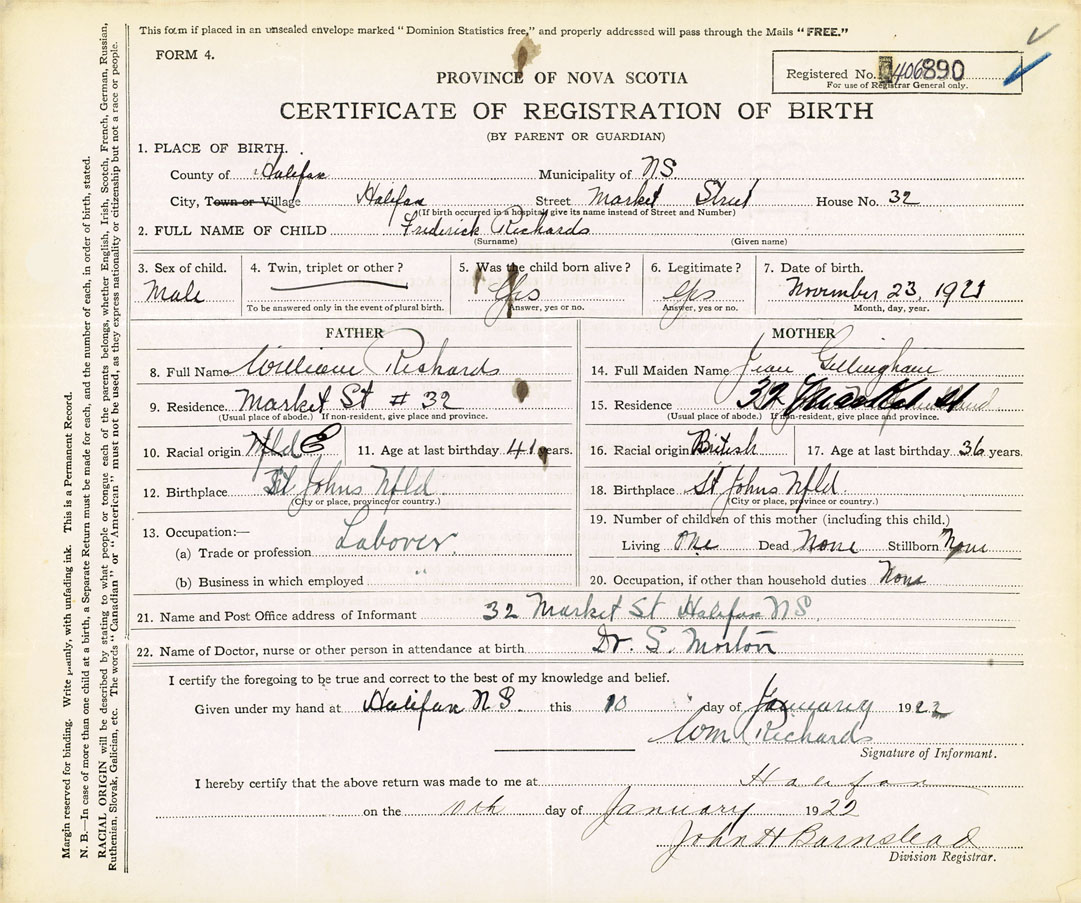 This form if placed in an unsealed envelope marked "Dominion Statistics free," and properly addressed will pass through the Mails "FREE."
FORM 4.
Registered No. 406890
For use of Registrar General only.
PROVINCE OF NOVA SCOTIA
CERTIFICATE OF REGISTRATION OF BIRTH
(BY PARENT OR GUARDIAN)
1. PLACE OF BIRTH.
County of Halifax Municipality of N.S.
City, Town or Village Halifax Street Market Street House No. 32
(If birth occurred in a hospital give its name instead of Street and Number)
2. FULL NAME OF CHILD Frederick Richards
(Surname) (Given name)
3. Sex of child. Male
4. Twin, triplet or other?
To be answered only in the event of plural birth.
5. Was the child born alive? Yes
Answer, yes or no.
6. Legitimate? Yes
Answer, yes or no.
7. Date of birth. November 23, 1921
Month, day, year.
FATHER
8. Full Name William Richards
9. Residence Market St # 32
(Usual place of abode.) If non-resident, give place and province.
10. Racial origin Nfld E 11. Age at last birthday 41 years.
12. Birthplace St Johns Nfld
(City or place, province or country.)
13. Occupation:—
(a) Trade or profession Laborer.
(b) Business in which employed "
MOTHER
14. Full Maiden Name Jean Gillingham
15. Residence 32 Market St
(Usual place of abode.) If non-resident, give place and province.
16. Racial origin British 17. Age at last birthday 36 years.
18. Birthplace St Johns Nfld.
(City or place, province or country.)
19. Number of children of this mother (including this child.)
Living One Dead None Stillborn None
20. Occupation, if other than household duties None
21. Name and Post Office address of Informant 32 Market St Halifax NS.
22. Name of Doctor, nurse or other person in attendance at birth Dr. S. Morton
I certify the foregoing to be true and correct to the best of my knowledge and belief.
Given under my hand at Halifax N.S. this 10 day of January 1922
Wm Richards
Signature of Informant.
I hereby certify that the above return was made to me at Halifax
on the 10th day of January 1922
John H Barnstead
Division Registrar.
Margin reserved for binding. Write plainly, with unfading ink. This is a Permanent Record.
N. B.—In case of more than one child at a birth, a Separate Return must be made for each, and the number of each, in order of birth, stated.
RACIAL ORIGIN will be described by stating to what people or tongue each of the parents belongs, whether English, Irish, Scotch, French, German, Russian,
Ruthenian, Slovak, Galician, etc. The words "Canadian" or "American" must not be used, as they express nationality or citizenship but not a race or people.